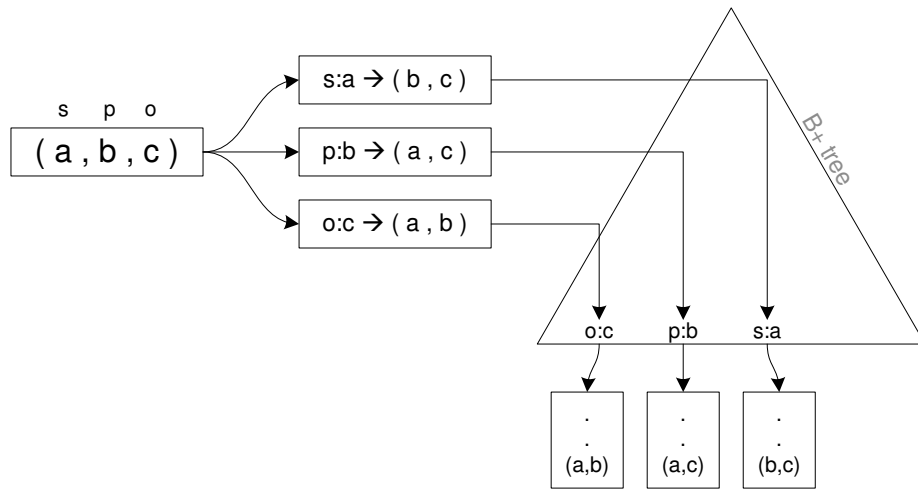 s p o
( a , b , c )
s:a → ( b , c )
p:b → ( a , c )
o:c → ( a , b )
B+ tree
o:c p:b s:a
. . .
. . .
(a,b) (a,c) (b,c)